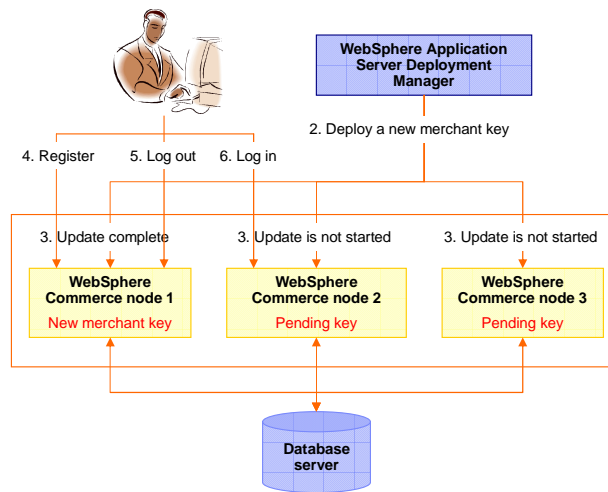 WebSphere Application
Server Deployment
Manager
2. Deploy a new merchant key
4. Register
5. Log out
6. Log in
3. Update complete
3. Update is not started
3. Update is not started
WebSphere
Commerce node 1
New merchant key
WebSphere
Commerce node 2
Pending key
WebSphere
Commerce node 3
Pending key
Database
server